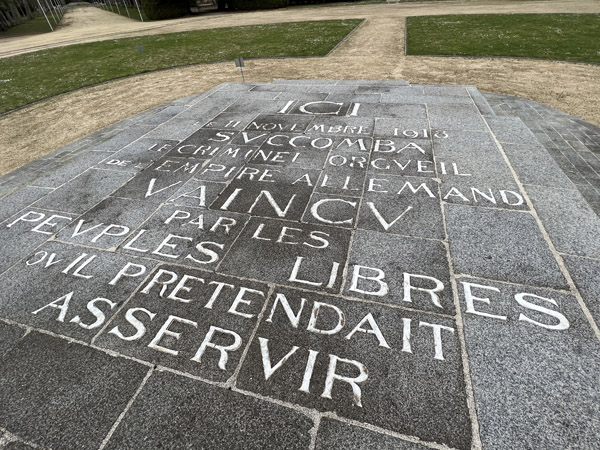 ICI
LE 11 NOVEMBRE 1918
SVCCOMBA
LE CRIMINEL ORGVEIL
DE L'EMPIRE ALLEMAND
VAINCV
PAR LES
PEVPLES LIBRES
QV'IL PRETENDAIT
ASSERVIR